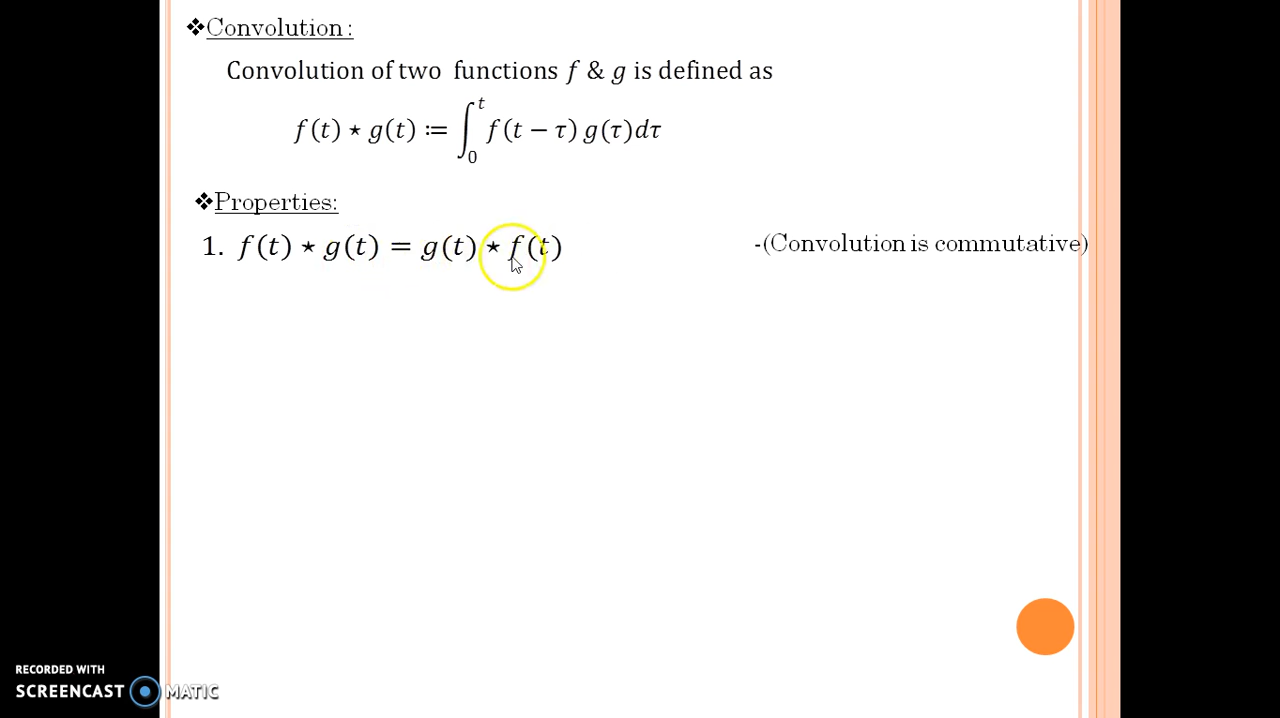 ❖Convolution :
Convolution of two functions 𝑓 & 𝑔 is defined as
𝑓(𝑡) ⋆ 𝑔(𝑡) ≔ ∫₀ᵗ 𝑓(𝑡 − τ) 𝑔(τ)𝑑τ
❖Properties:
1. 𝑓(𝑡) ⋆ 𝑔(𝑡) = 𝑔(𝑡) ⋆ 𝑓(𝑡) -(Convolution is commutative)
RECORDED WITH
SCREENCAST MATIC